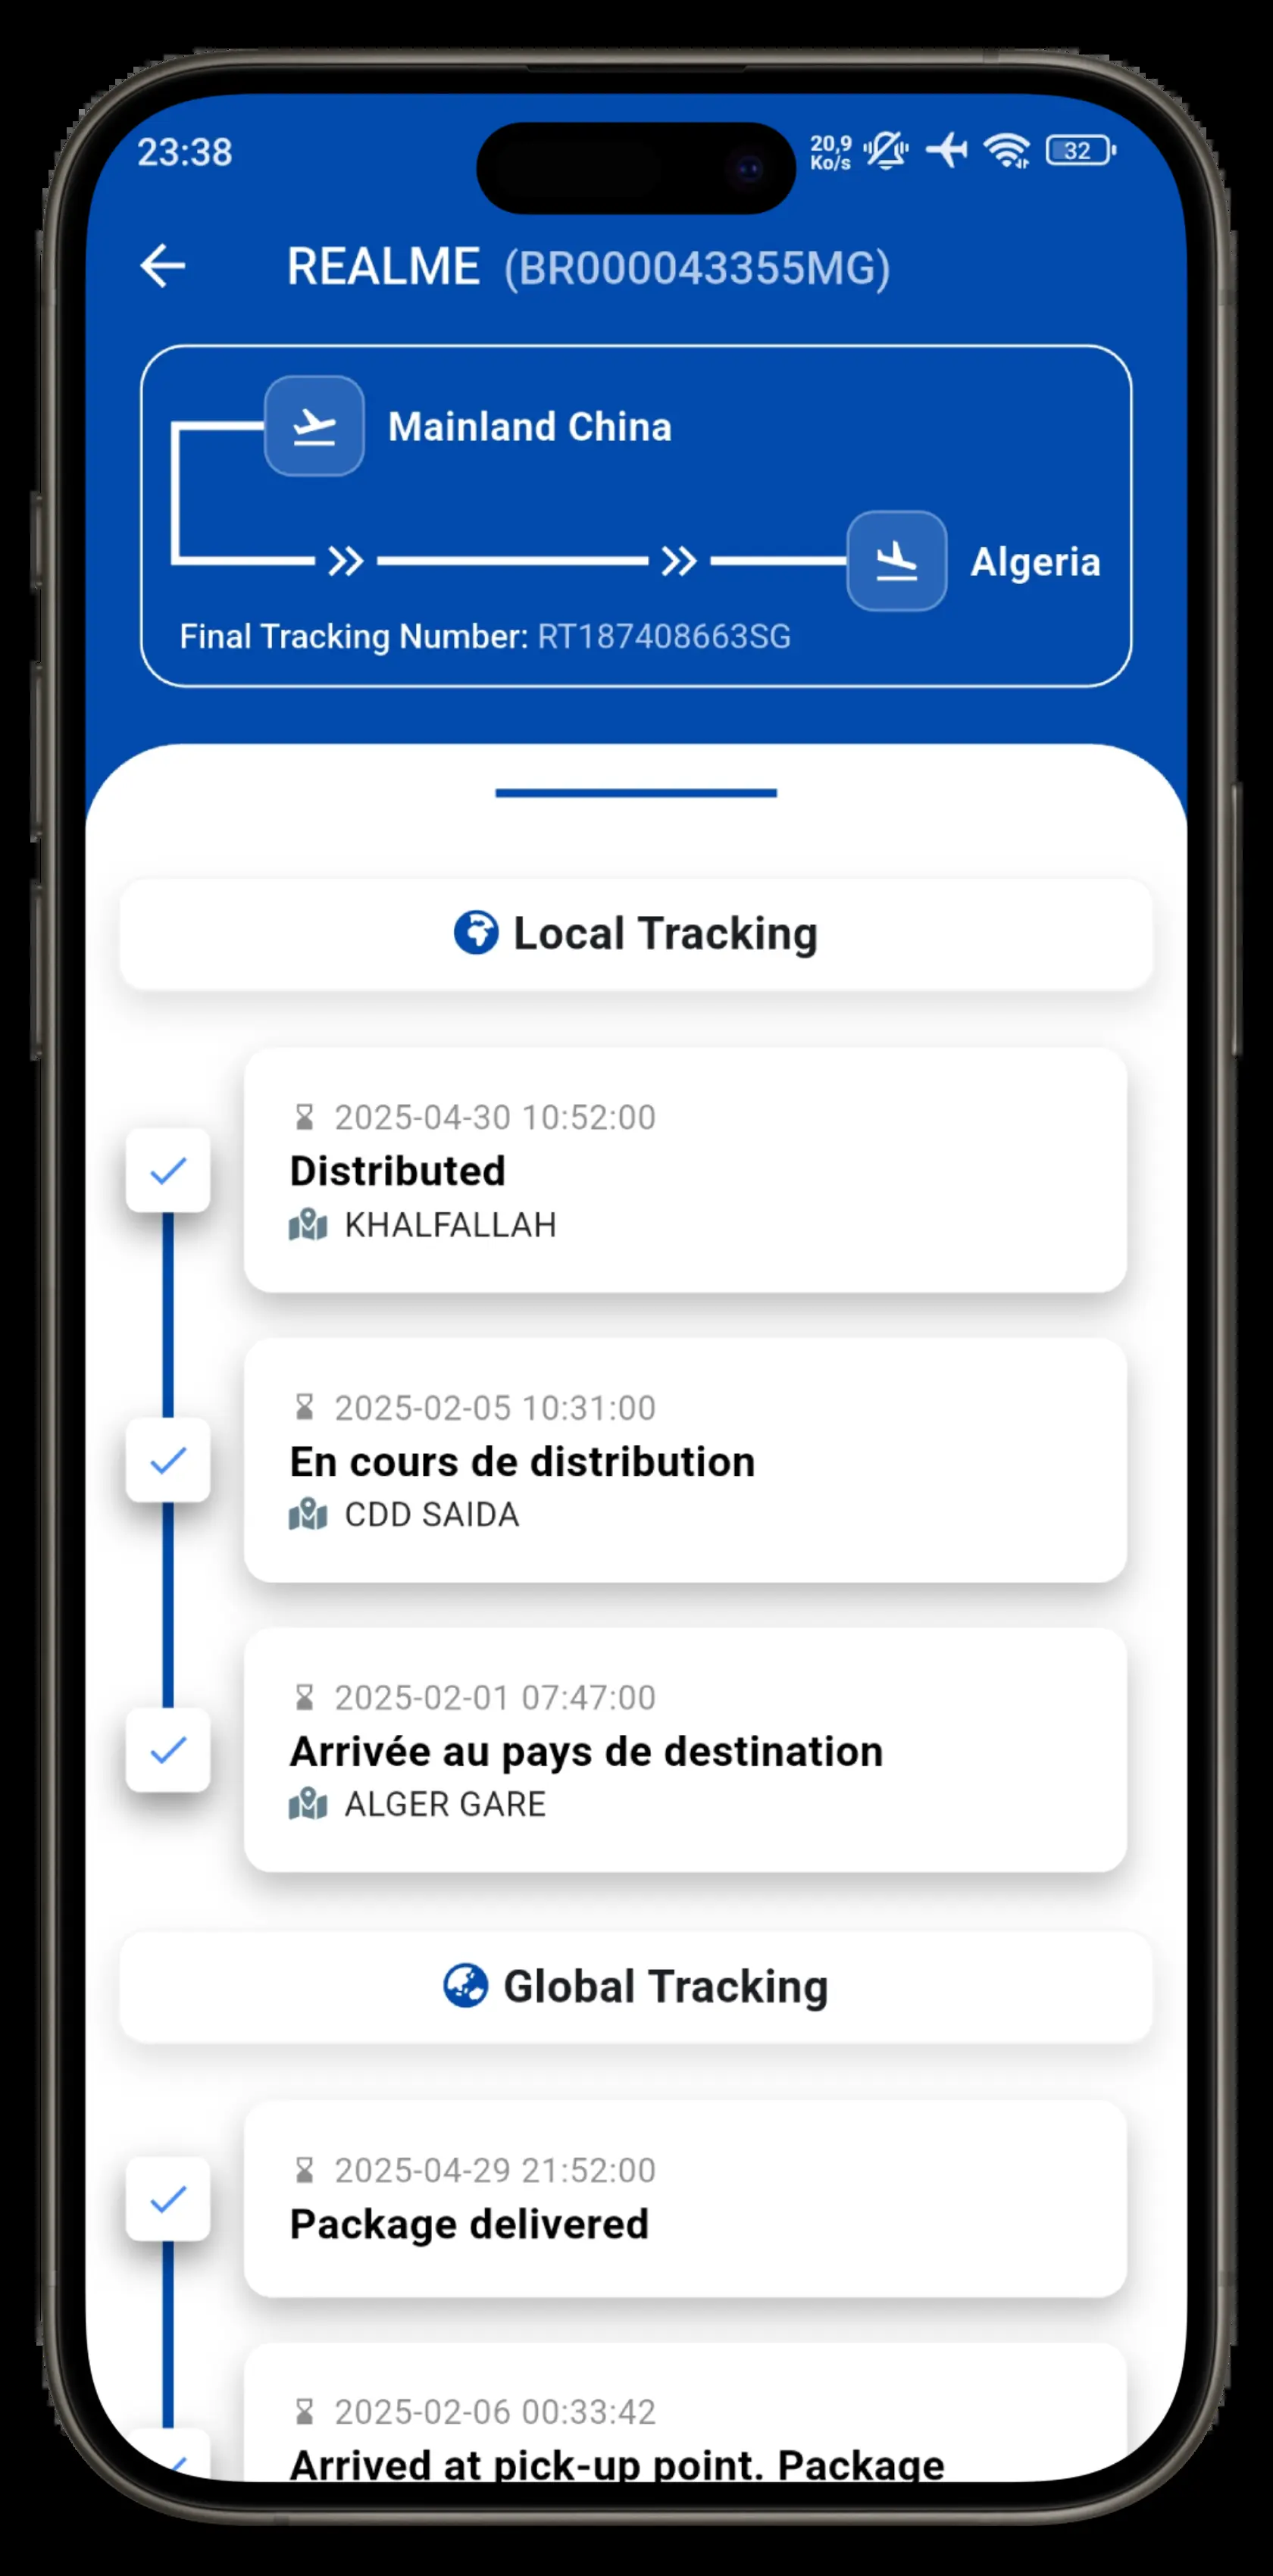 23:38
20,9
Ko/s
32
REALME (BR000043355MG)
Mainland China
Algeria
Final Tracking Number: RT187408663SG
Local Tracking
2025-04-30 10:52:00
Distributed
KHALFALLAH
2025-02-05 10:31:00
En cours de distribution
CDD SAIDA
2025-02-01 07:47:00
Arrivée au pays de destination
ALGER GARE
Global Tracking
2025-04-29 21:52:00
Package delivered
2025-02-06 00:33:42
Arrived at pick-up point. Package